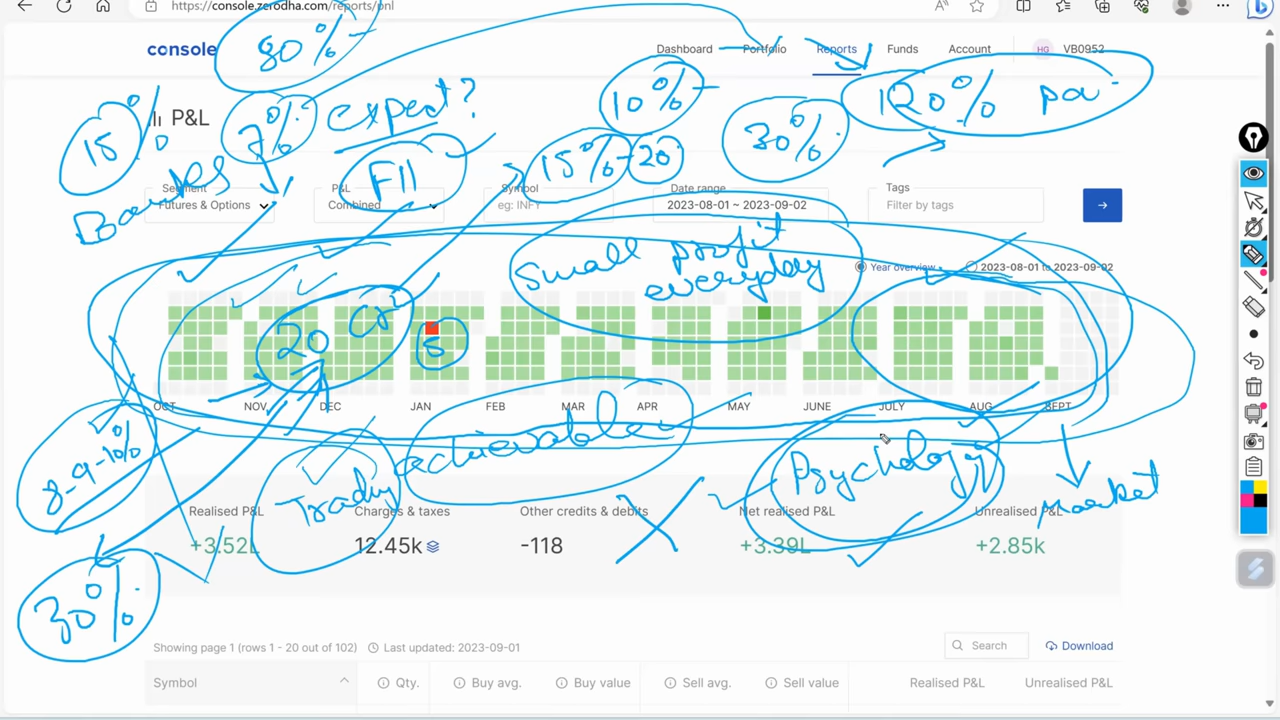 https://console.zerodha.com/reports/pnl
console
80%
Dashboard Portfolio Reports Funds Account HG VB0952
P&L
15%
7%
expect?
10%
30%
120% pa
Segment
Futures & Options
P&L
Combined
Symbol
eg: INFY
Date range
2023-08-01 ~ 2023-09-02
Tags
Filter by tags
FII
15%-20
small profit
everyday
Year overview 2023-08-01 to 2023-09-02
20 Cr
5
OCT NOV DEC JAN FEB MAR APR MAY JUNE JULY AUG SEPT
8-9-10%
achievable
Psychology
market
Realised P&L
+3.52L
Charges & taxes
12.45k
Other credits & debits
-118
Net realised P&L
+3.39L
Unrealised P&L
+2.85k
30%
Showing page 1 (rows 1 - 20 out of 102) Last updated: 2023-09-01
Search Download
Symbol Qty. Buy avg. Buy value Sell avg. Sell value Realised P&L Unrealised P&L